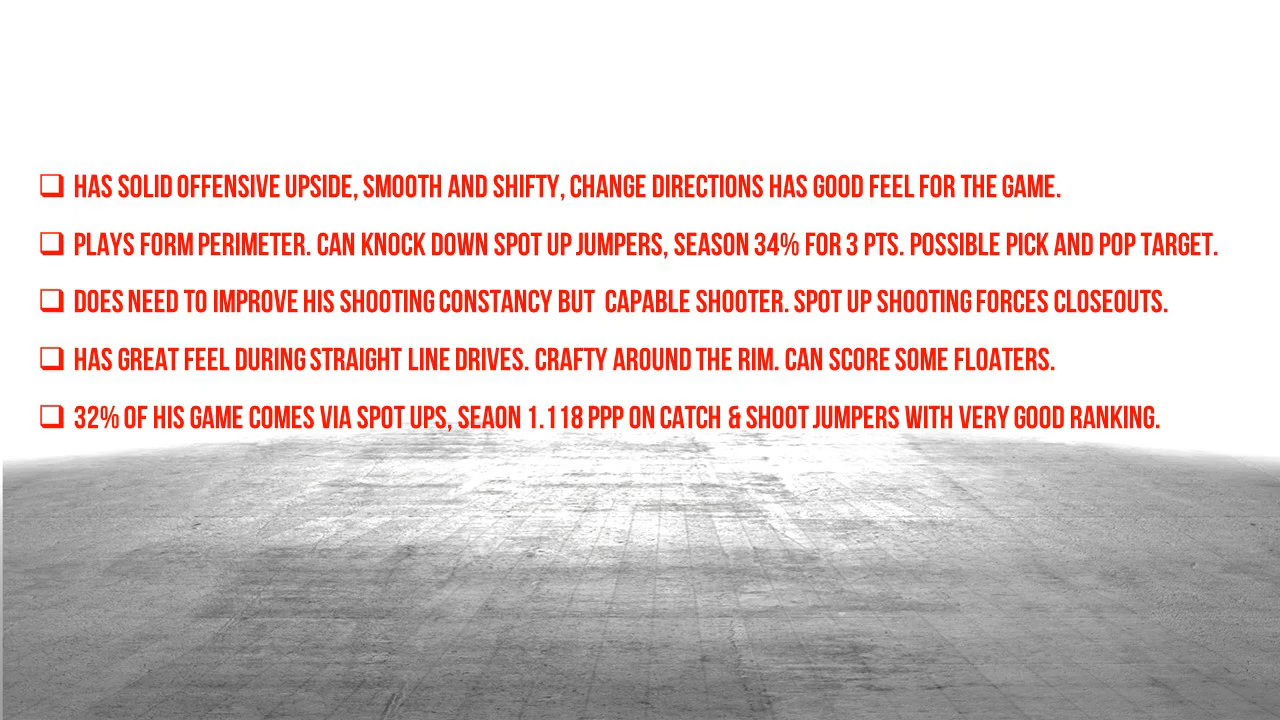 ❑ HAS SOLID OFFENSIVE UPSIDE, SMOOTH AND SHIFTY, CHANGE DIRECTIONS HAS GOOD FEEL FOR THE GAME.
❑ PLAYS FORM PERIMETER. CAN KNOCK DOWN SPOT UP JUMPERS, SEASON 34% FOR 3 PTS. POSSIBLE PICK AND POP TARGET.
❑ DOES NEED TO IMPROVE HIS SHOOTING CONSTANCY BUT  CAPABLE SHOOTER. SPOT UP SHOOTING FORCES CLOSEOUTS.
❑ HAS GREAT FEEL DURING STRAIGHT LINE DRIVES. CRAFTY AROUND THE RIM. CAN SCORE SOME FLOATERS.
❑ 32% OF HIS GAME COMES VIA SPOT UPS, SEAON 1.118 PPP ON CATCH & SHOOT JUMPERS WITH VERY GOOD RANKING.